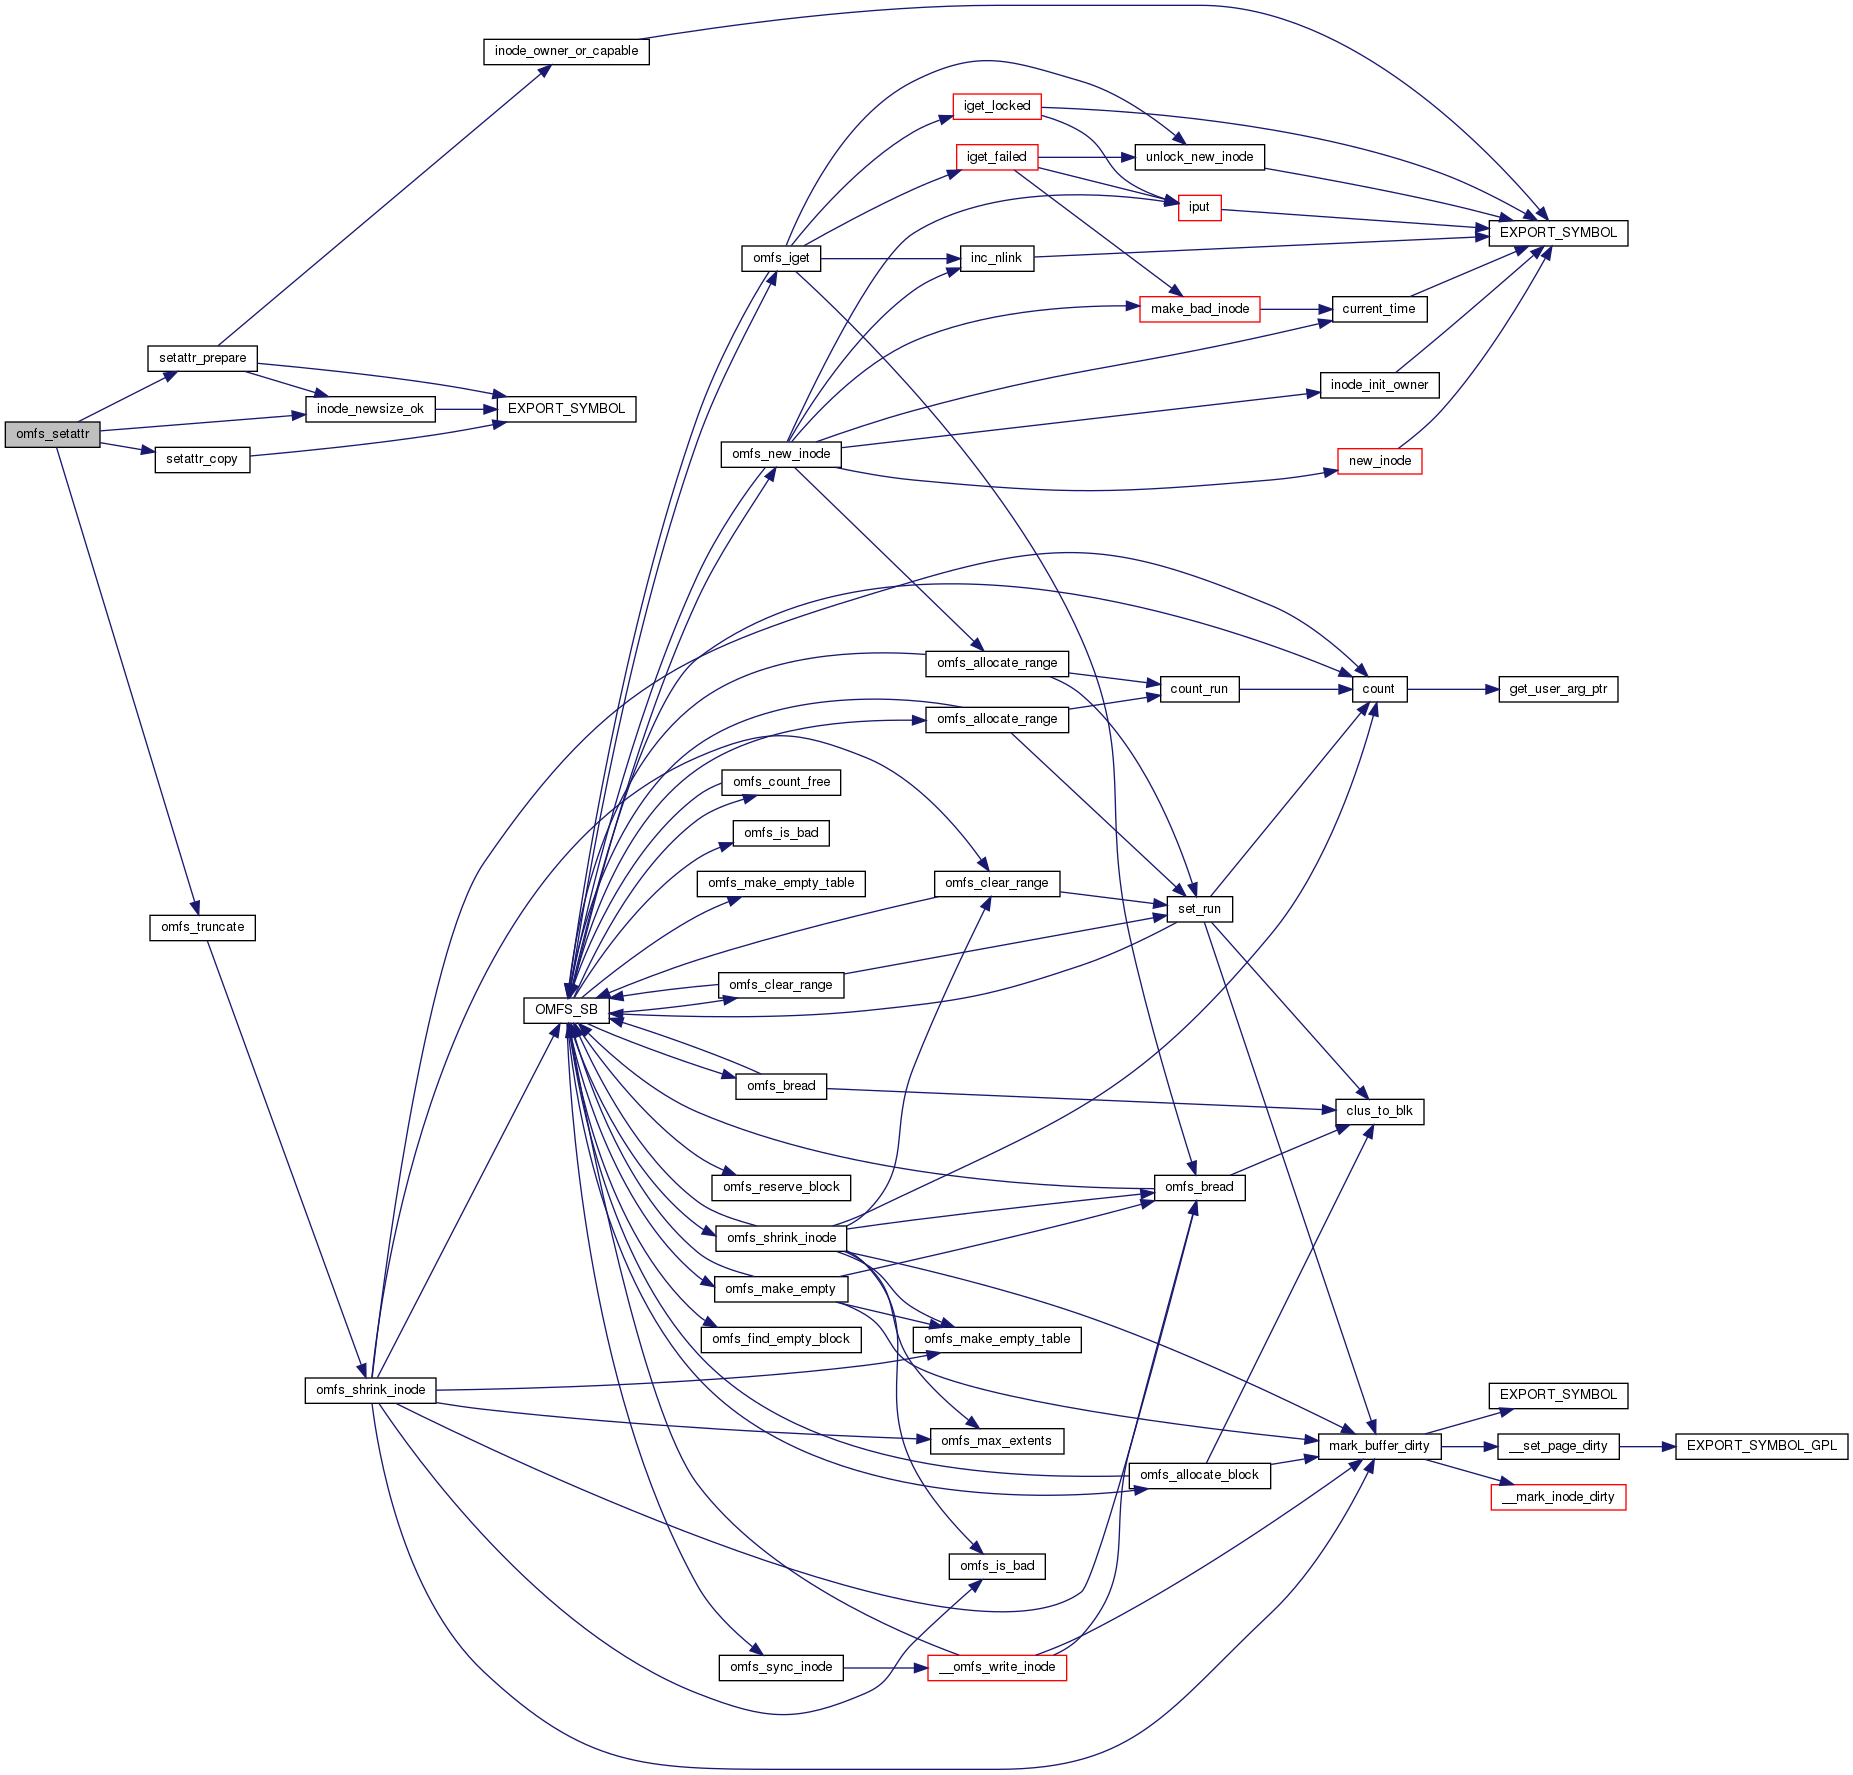 inode_owner_or_capable
iget_locked
iget_failed
unlock_new_inode
iput
EXPORT_SYMBOL
omfs_iget
inc_nlink
make_bad_inode
current_time
setattr_prepare
inode_init_owner
inode_newsize_ok
EXPORT_SYMBOL
omfs_setattr
setattr_copy
omfs_new_inode
new_inode
omfs_allocate_range
count_run
count
get_user_arg_ptr
omfs_allocate_range
omfs_count_free
omfs_is_bad
omfs_make_empty_table
omfs_clear_range
set_run
omfs_truncate
omfs_clear_range
OMFS_SB
omfs_bread
clus_to_blk
omfs_reserve_block
omfs_bread
omfs_shrink_inode
omfs_make_empty
omfs_find_empty_block
omfs_make_empty_table
omfs_shrink_inode
EXPORT_SYMBOL
omfs_max_extents
mark_buffer_dirty
__set_page_dirty
EXPORT_SYMBOL_GPL
omfs_allocate_block
__mark_inode_dirty
omfs_is_bad
omfs_sync_inode
__omfs_write_inode